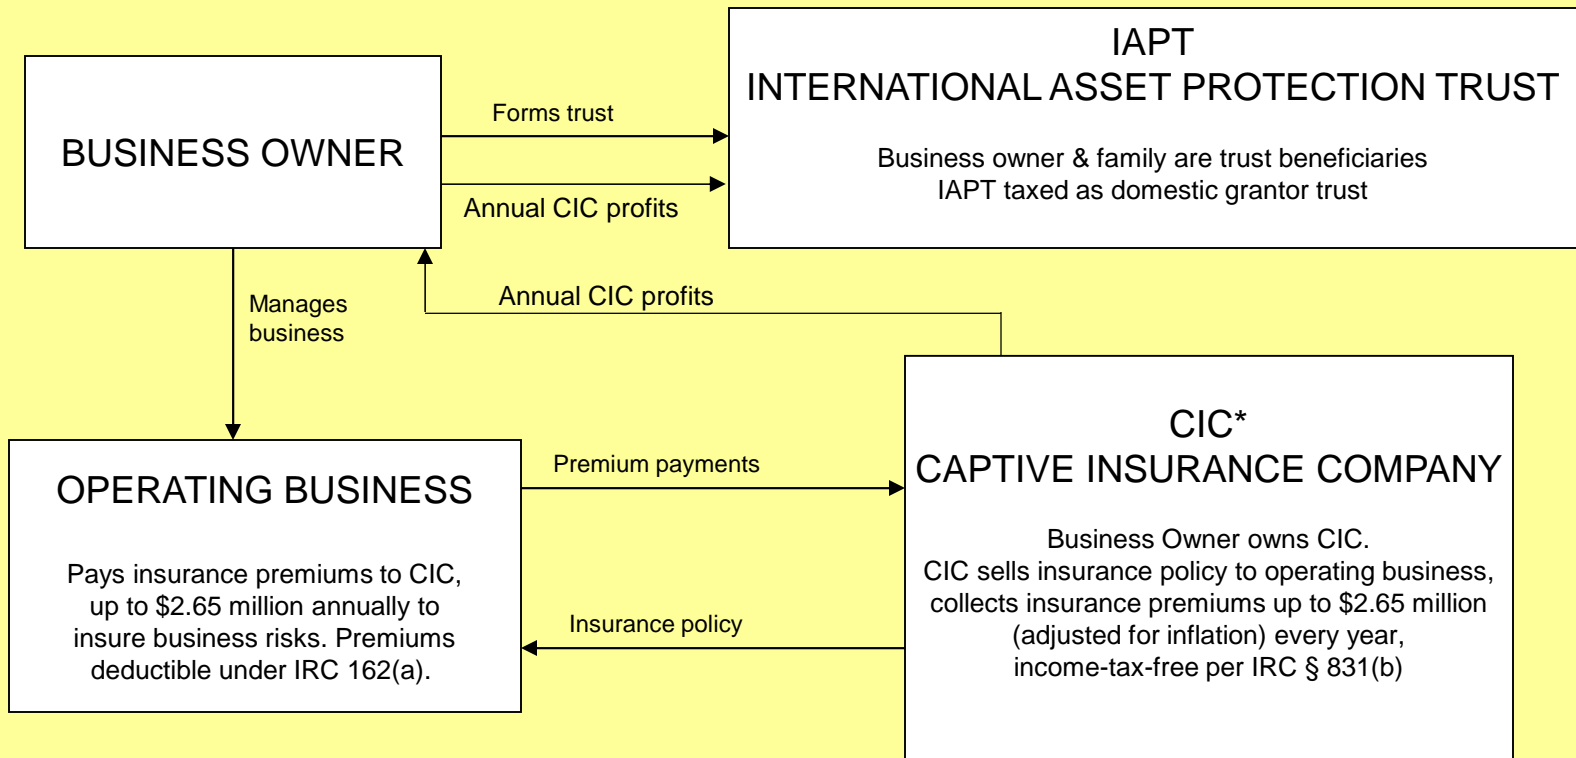 IAPT
INTERNATIONAL ASSET PROTECTION TRUST
Business owner & family are trust beneficiaries
IAPT taxed as domestic grantor trust
BUSINESS OWNER
Forms trust
Annual CIC profits
Annual CIC profits
Manages
business
OPERATING BUSINESS
Pays insurance premiums to CIC,
up to $2.65 million annually to
insure business risks. Premiums
deductible under IRC 162(a).
Premium payments
Insurance policy
CIC*
CAPTIVE INSURANCE COMPANY
Business Owner owns CIC.
CIC sells insurance policy to operating business,
collects insurance premiums up to $2.65 million
(adjusted for inflation) every year,
income-tax-free per IRC § 831(b)